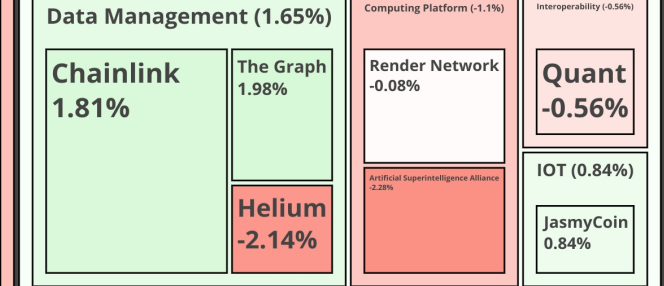 Data Management (1.65%)
Chainlink
1.81%
The Graph
1.98%
Helium
-2.14%
Computing Platform (-1.1%)
Render Network
-0.08%
Artificial Superintelligence Alliance
-2.28%
Interoperability (-0.56%)
Quant
-0.56%
IOT (0.84%)
JasmyCoin
0.84%